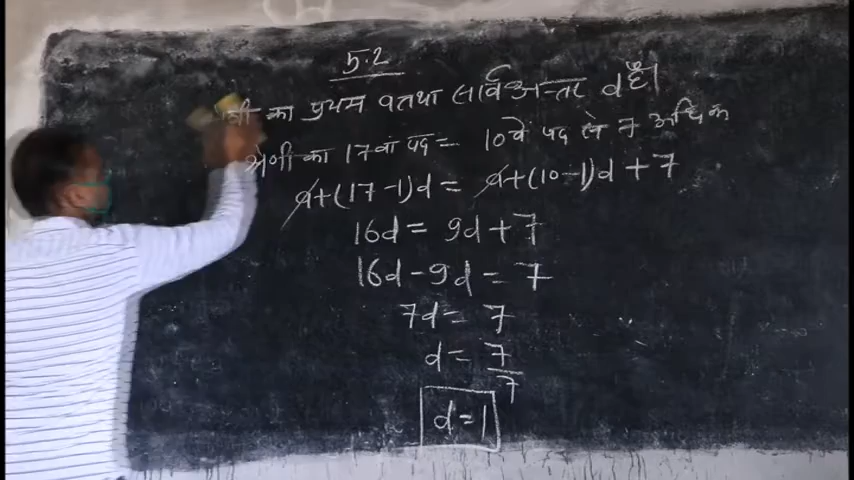 5.2
का प्रथम a तथा सार्वअन्तर d है।
श्रेणी का 17वां पद = 10वें पद से 7 अधिक
a+(17-1)d = a+(10-1)d+7
16d = 9d+7
16d-9d = 7
7d = 7
d = 7/7
d=1